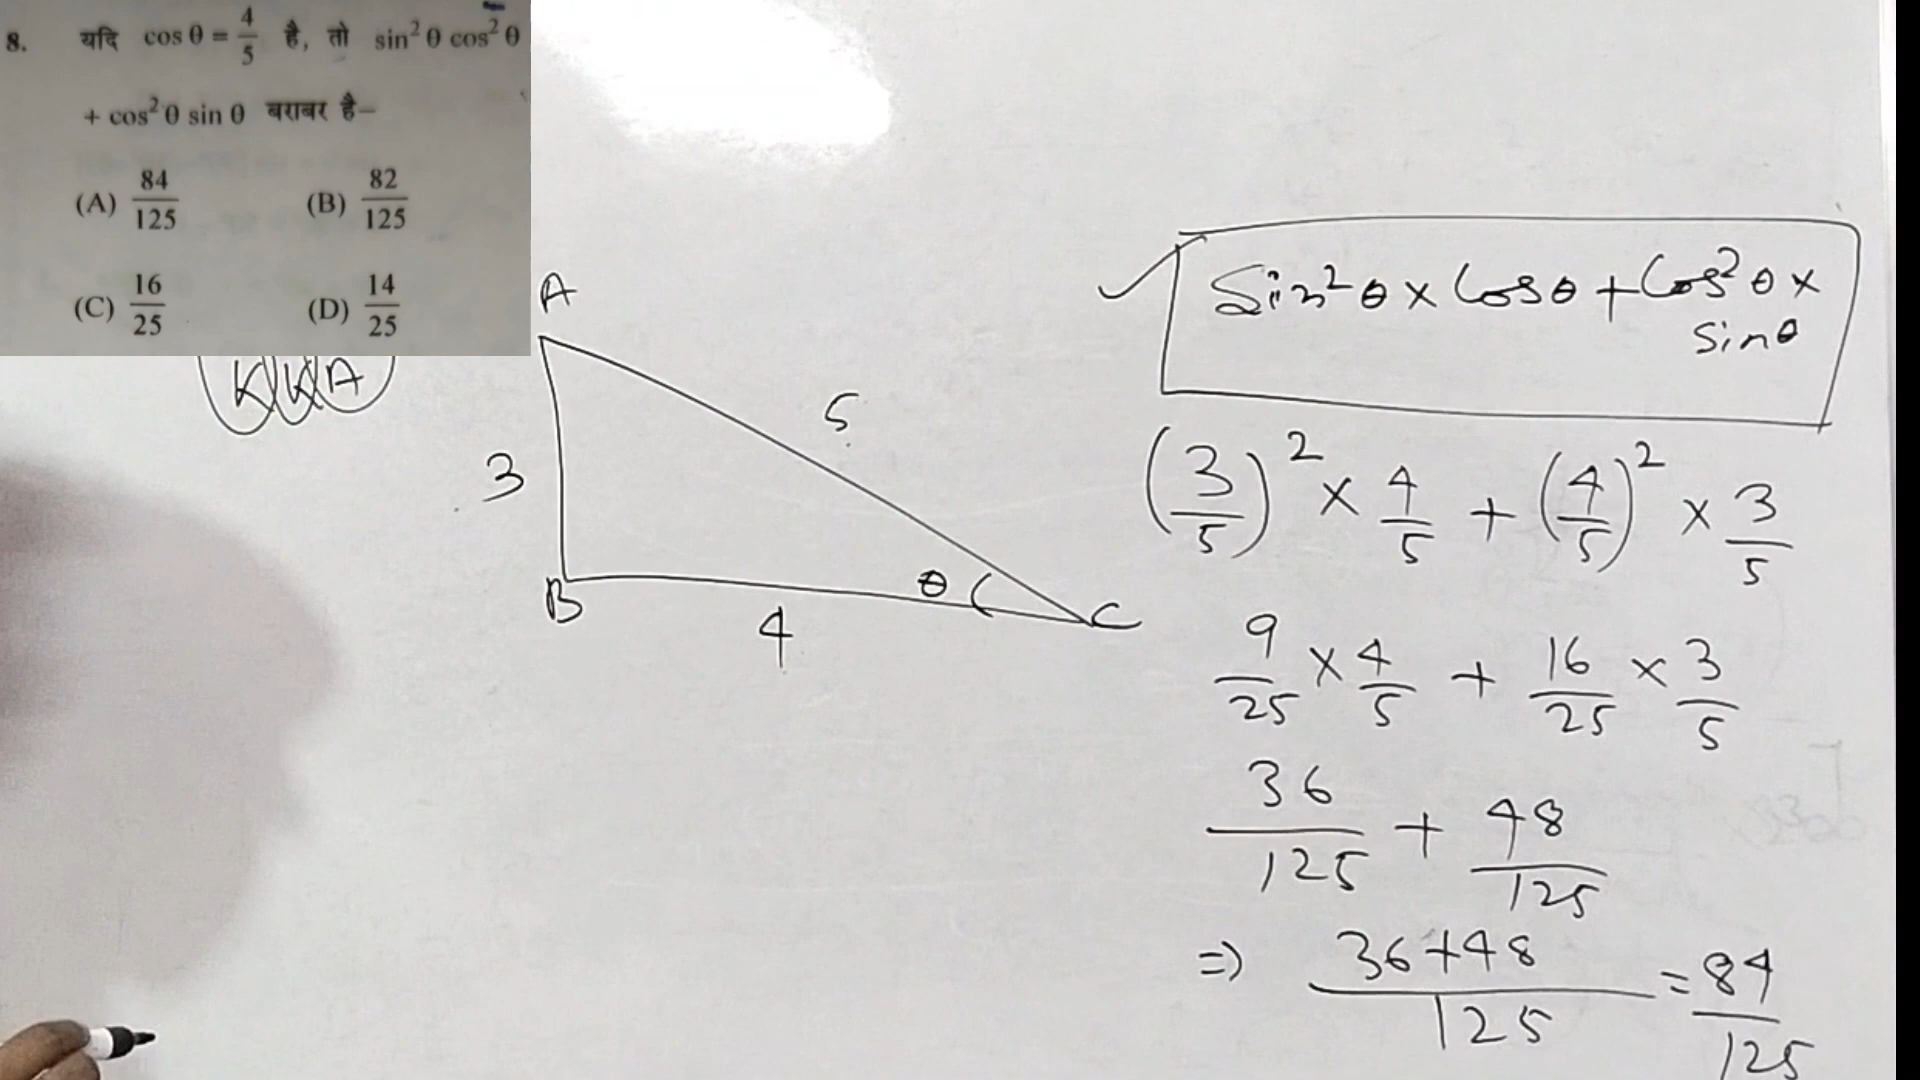 8. यदि cos θ = 4/5 है, तो sin² θ cos² θ
+ cos² θ sin θ बराबर है–
(A) 84/125 (B) 82/125
(C) 16/25 (D) 14/25
KKA
A
3
5
B
4
θ
C
Sin²θ × Cosθ + Cos²θ ×
Sinθ
(3/5)² × 4/5 + (4/5)² × 3/5
9/25 × 4/5 + 16/25 × 3/5
36/125 + 48/125
⇒ 36+48/125 = 84/125